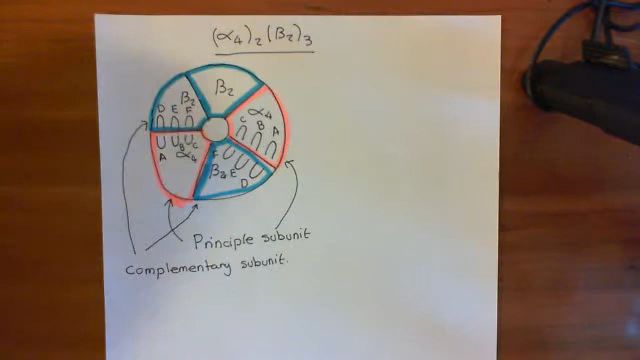 (α4)2(β2)3
β2
β2
D E F
α4
C B A
B C
A
α4
F
β2 E
D
Principle subunit
Complementary subunit.